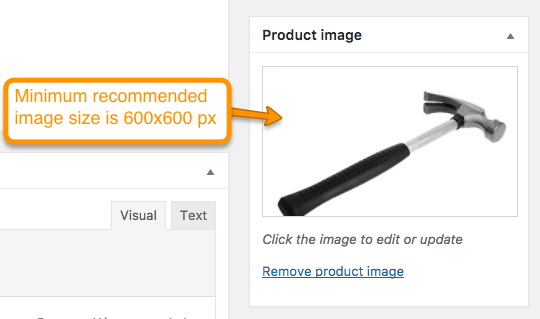 Product image
Minimum recommended
image size is 600x600 px
Visual
Text
Click the image to edit or update
Remove product image